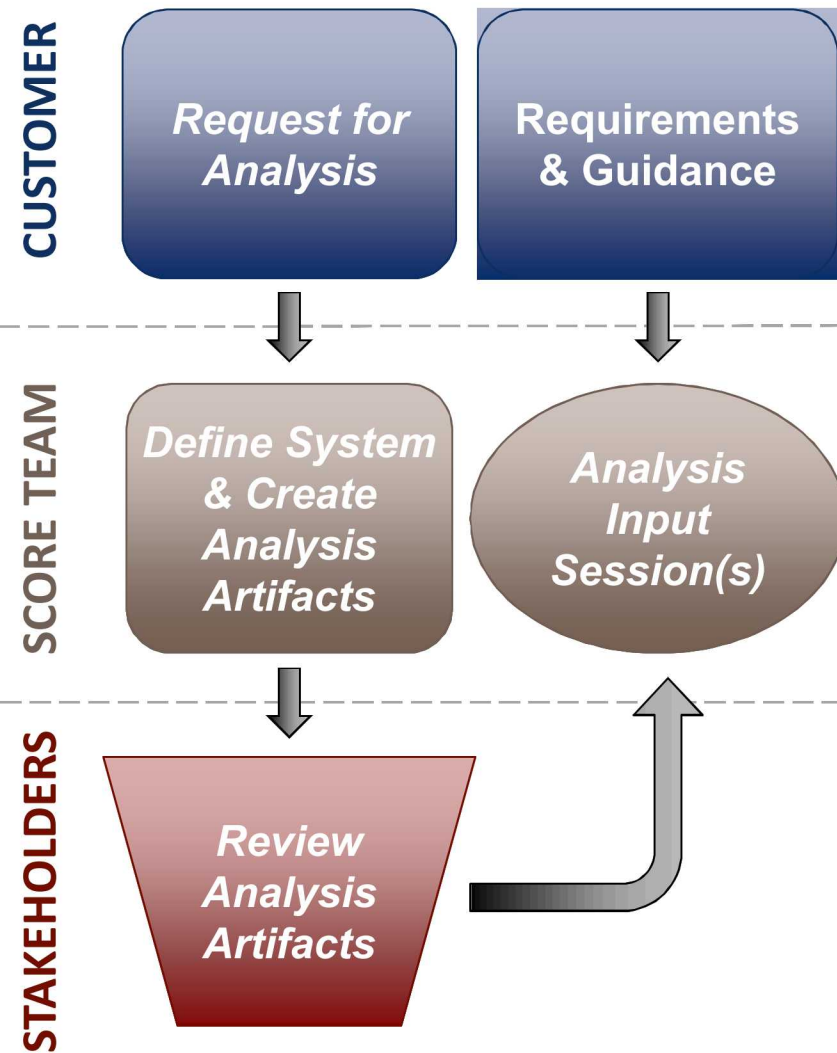 CUSTOMER
Request for
Analysis
Requirements
& Guidance
SCORE TEAM
Define System
& Create
Analysis
Artifacts
Analysis
Input
Session(s)
STAKEHOLDERS
Review
Analysis
Artifacts